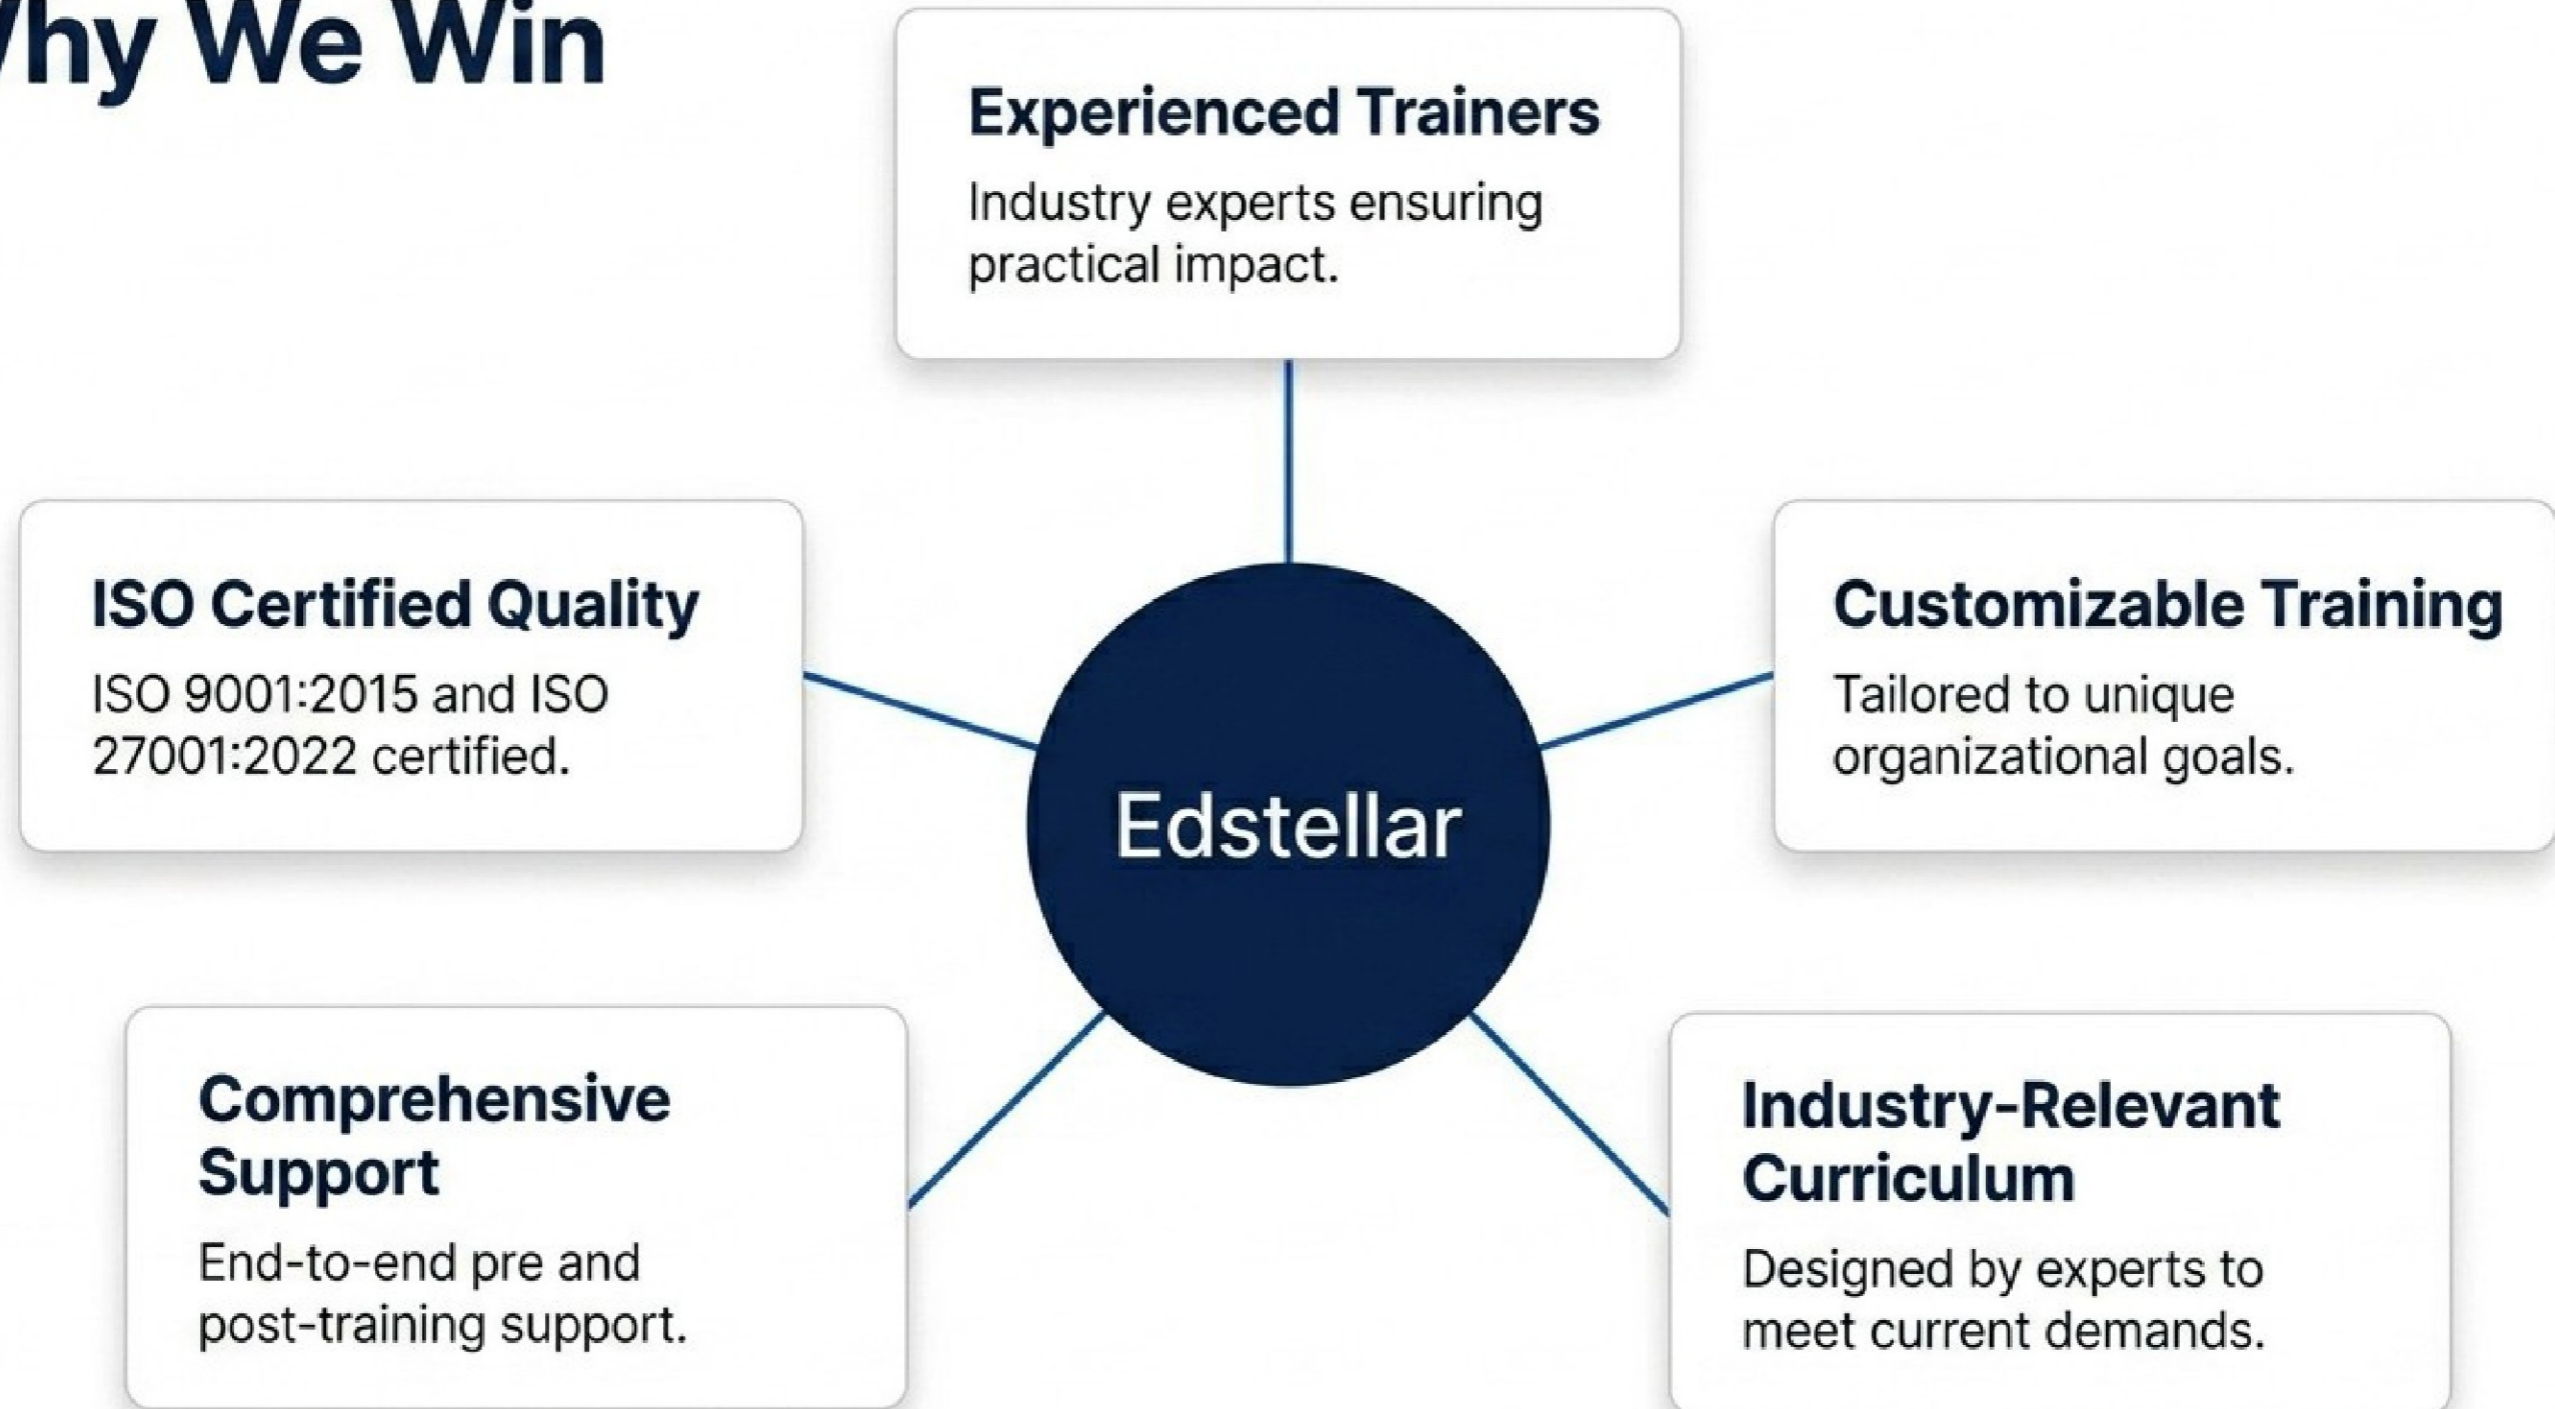 Why We Win
Experienced Trainers
Industry experts ensuring
practical impact.
ISO Certified Quality
ISO 9001:2015 and ISO
27001:2022 certified.
Customizable Training
Tailored to unique
organizational goals.
Edstellar
Comprehensive
Support
End-to-end pre and
post-training support.
Industry-Relevant
Curriculum
Designed by experts to
meet current demands.